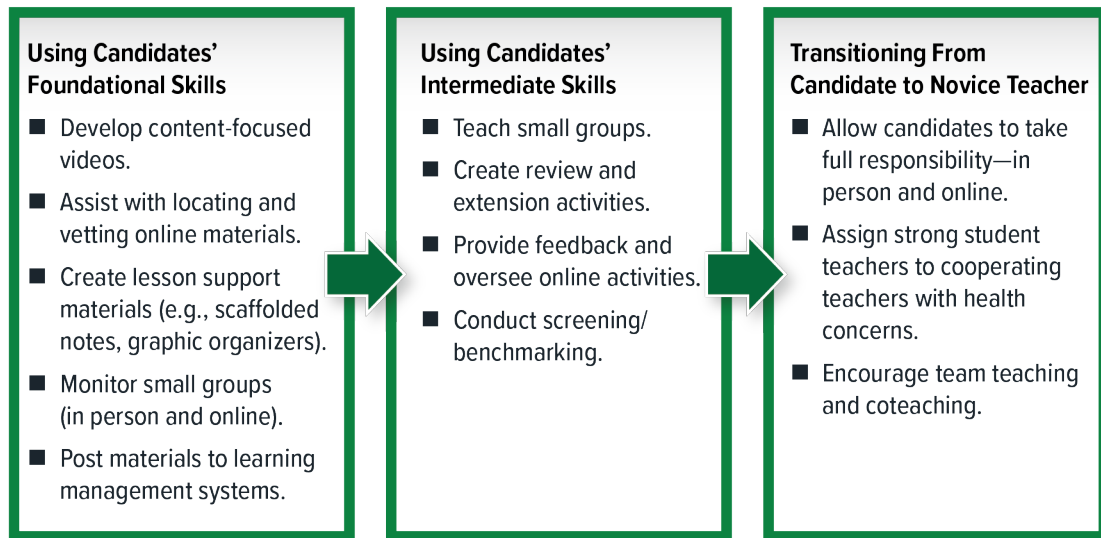 Using Candidates’
Foundational Skills
■ Develop content-focused
videos.
■ Assist with locating and
vetting online materials.
■ Create lesson support
materials (e.g., scaffolded
notes, graphic organizers).
■ Monitor small groups
(in person and online).
■ Post materials to learning
management systems.
Using Candidates’
Intermediate Skills
■ Teach small groups.
■ Create review and
extension activities.
■ Provide feedback and
oversee online activities.
■ Conduct screening/
benchmarking.
Transitioning From
Candidate to Novice Teacher
■ Allow candidates to take
full responsibility—in
person and online.
■ Assign strong student
teachers to cooperating
teachers with health
concerns.
■ Encourage team teaching
and coteaching.